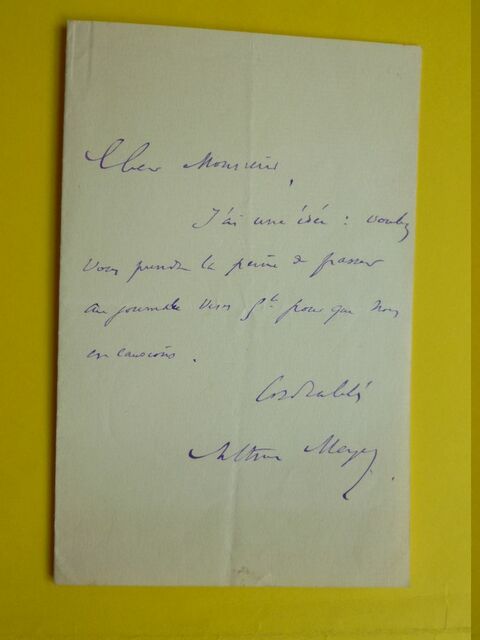 Cher Monsieur,
J'ai une idée : voulez
vous prendre la peine de passer
au journal vers 5h pour que nous
en causions.
Cordialités
Arthur Meyer